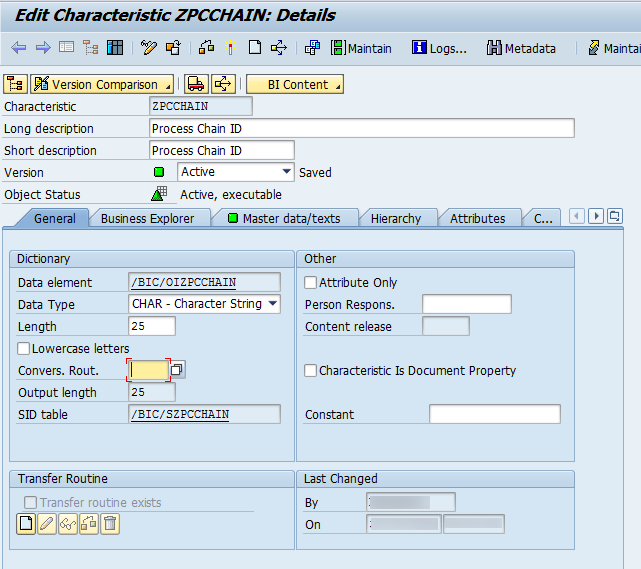 Edit Characteristic ZPCCHAIN: Details
Maintain Logs... Metadata Maintai
Version Comparison BI Content
Characteristic ZPCCHAIN
Long description Process Chain ID
Short description Process Chain ID
Version Active Saved
Object Status Active, executable
General Business Explorer Master data/texts Hierarchy Attributes C...
Dictionary
Data element /BIC/OIZPCCHAIN
Data Type CHAR - Character String
Length 25
Lowercase letters
Convers. Rout.
Output length 25
SID table /BIC/SZPCCHAIN
Other
Attribute Only
Person Respons.
Content release
Characteristic Is Document Property
Constant
Transfer Routine
Transfer routine exists
Last Changed
By
On